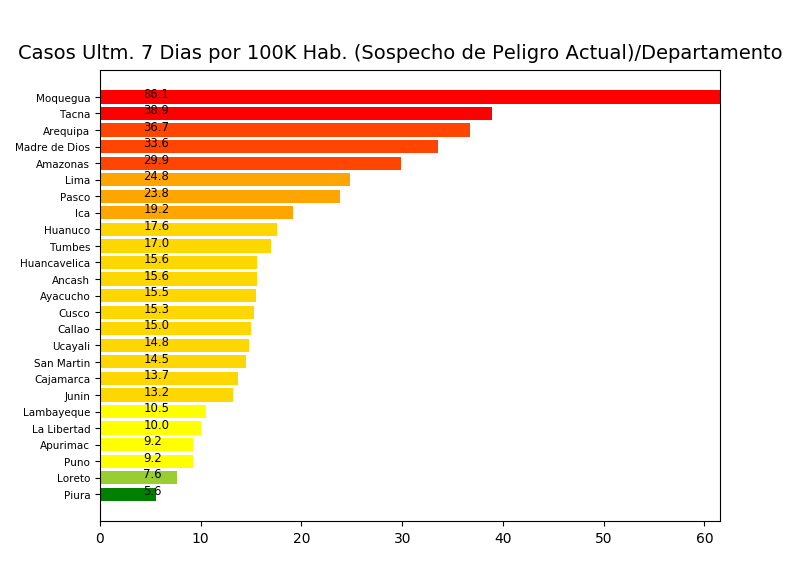 Casos Ultm. 7 Dias por 100K Hab. (Sospecho de Peligro Actual)/Departamento
Moquegua 86.1
Tacna 38.9
Arequipa 36.7
Madre de Dios 33.6
Amazonas 29.9
Lima 24.8
Pasco 23.8
Ica 19.2
Huanuco 17.6
Tumbes 17.0
Huancavelica 15.6
Ancash 15.6
Ayacucho 15.5
Cusco 15.3
Callao 15.0
Ucayali 14.8
San Martin 14.5
Cajamarca 13.7
Junin 13.2
Lambayeque 10.5
La Libertad 10.0
Apurimac 9.2
Puno 9.2
Loreto 7.6
Piura 5.6
0 10 20 30 40 50 60